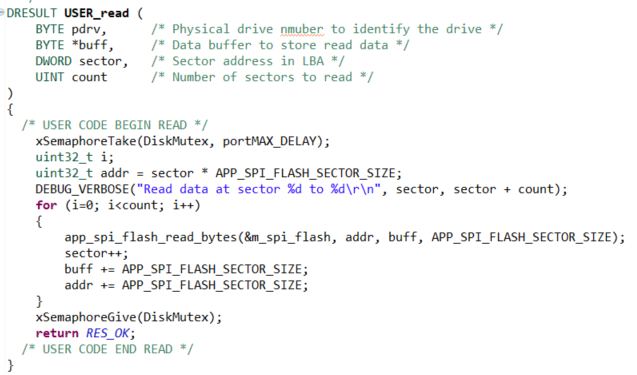 DRESULT USER_read (
BYTE pdrv, /* Physical drive nmuber to identify the drive */
BYTE *buff, /* Data buffer to store read data */
DWORD sector, /* Sector address in LBA */
UINT count /* Number of sectors to read */
)
{
/* USER CODE BEGIN READ */
xSemaphoreTake(DiskMutex, portMAX_DELAY);
uint32_t i;
uint32_t addr = sector * APP_SPI_FLASH_SECTOR_SIZE;
DEBUG_VERBOSE("Read data at sector %d to %d\r\n", sector, sector + count);
for (i=0; i<count; i++)
{
app_spi_flash_read_bytes(&m_spi_flash, addr, buff, APP_SPI_FLASH_SECTOR_SIZE);
sector++;
buff += APP_SPI_FLASH_SECTOR_SIZE;
addr += APP_SPI_FLASH_SECTOR_SIZE;
}
xSemaphoreGive(DiskMutex);
return RES_OK;
/* USER CODE END READ */
}